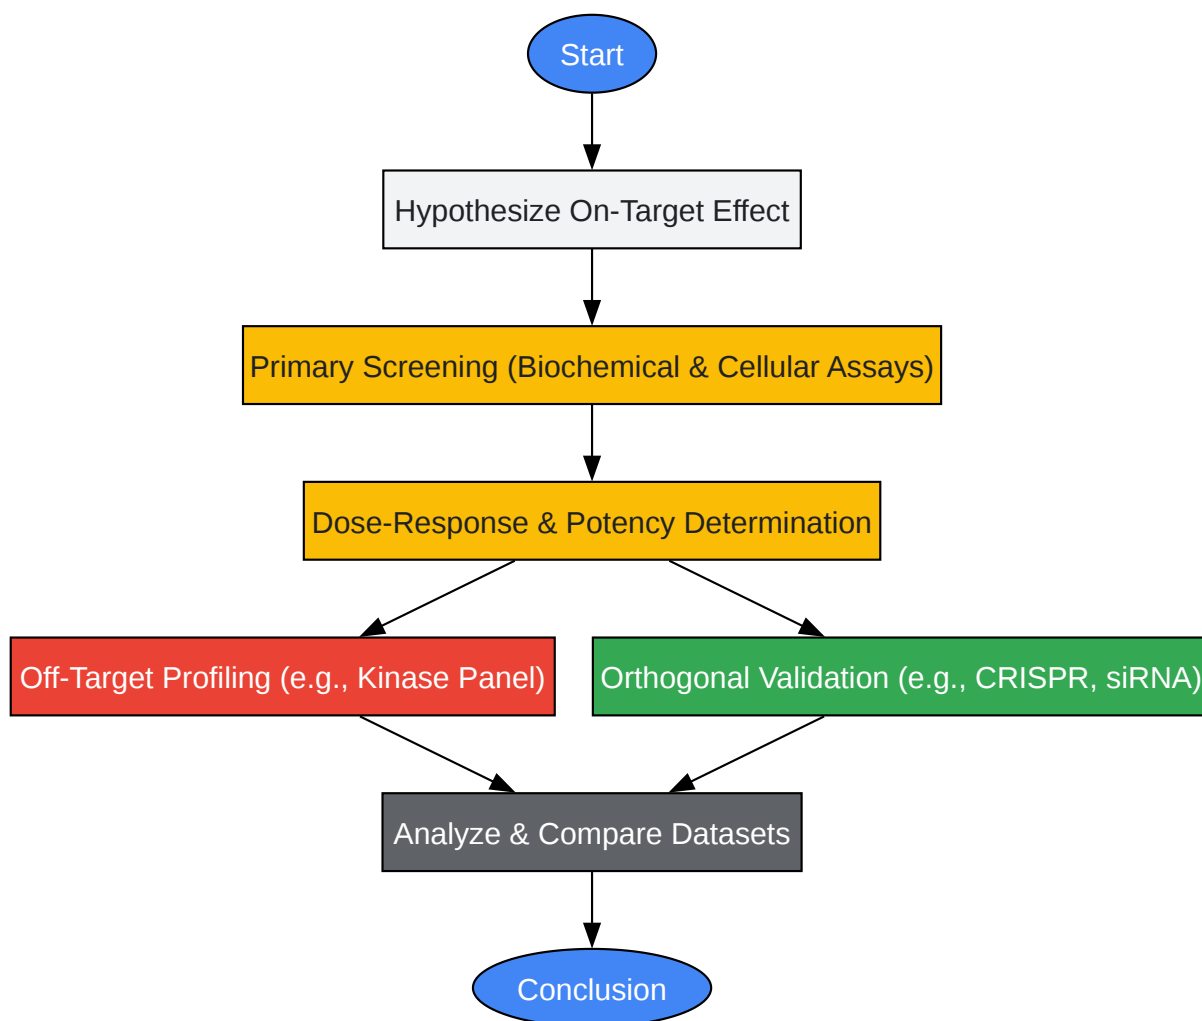 Start
Hypothesize On-Target Effect
Primary Screening (Biochemical & Cellular Assays)
Dose-Response & Potency Determination
Off-Target Profiling (e.g., Kinase Panel)
Orthogonal Validation (e.g., CRISPR, siRNA)
Analyze & Compare Datasets
Conclusion